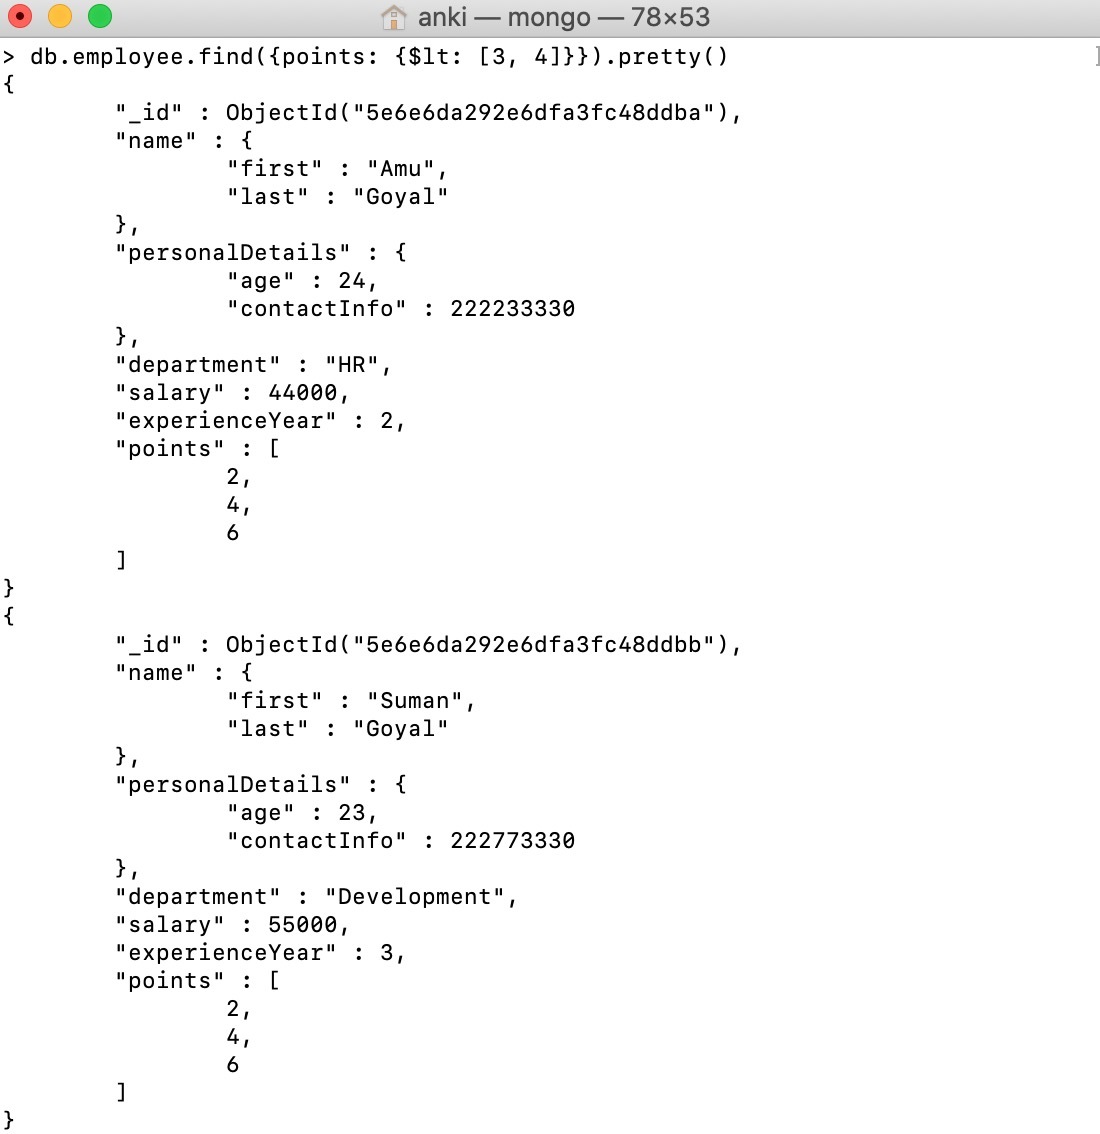 anki — mongo — 78×53
> db.employee.find({points: {$lt: [3, 4]}}).pretty()
{
        "_id" : ObjectId("5e6e6da292e6dfa3fc48ddba"),
        "name" : {
                "first" : "Amu",
                "last" : "Goyal"
        },
        "personalDetails" : {
                "age" : 24,
                "contactInfo" : 222233330
        },
        "department" : "HR",
        "salary" : 44000,
        "experienceYear" : 2,
        "points" : [
                2,
                4,
                6
        ]
}
{
        "_id" : ObjectId("5e6e6da292e6dfa3fc48ddbb"),
        "name" : {
                "first" : "Suman",
                "last" : "Goyal"
        },
        "personalDetails" : {
                "age" : 23,
                "contactInfo" : 222773330
        },
        "department" : "Development",
        "salary" : 55000,
        "experienceYear" : 3,
        "points" : [
                2,
                4,
                6
        ]
}